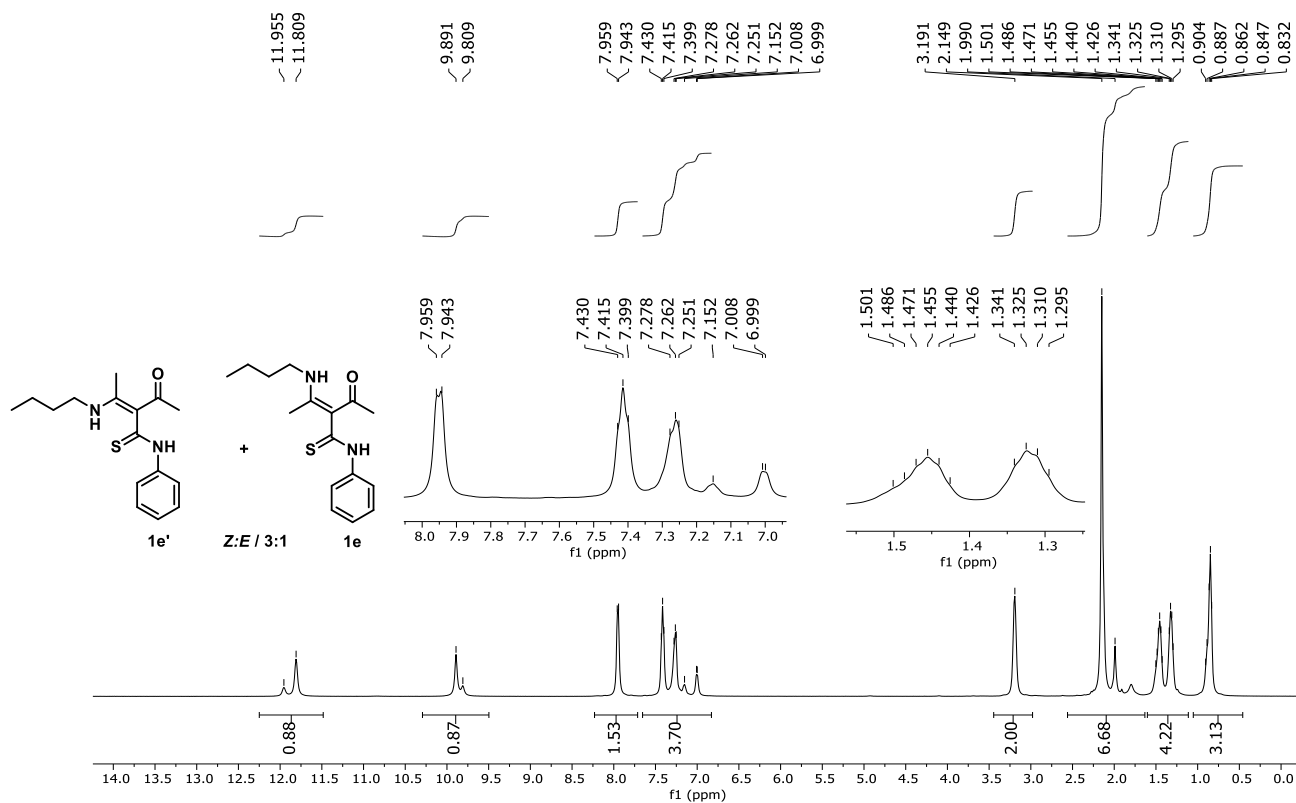 11.955 11.809 9.891 9.809 7.959 7.943 7.430 7.415 7.399 7.278 7.262 7.251 7.152 7.008 6.999 3.191 2.149 1.990 1.501 1.486 1.471 1.455 1.440 1.426 1.341 1.325 1.310 1.295 0.904 0.887 0.862 0.847 0.832
7.959 7.943 7.430 7.415 7.399 7.278 7.262 7.251 7.152 7.008 6.999
1.501 1.486 1.471 1.455 1.440 1.426 1.341 1.325 1.310 1.295
O
N
H
S
NH
+
NH
O
S
NH
1e' Z:E / 3:1 1e
8.0 7.9 7.8 7.7 7.6 7.5 7.4 7.3 7.2 7.1 7.0
f1 (ppm)
1.5 1.4 1.3
f1 (ppm)
0.88 0.87 1.53 3.70 2.00 6.68 4.22 3.13
14.0 13.5 13.0 12.5 12.0 11.5 11.0 10.5 10.0 9.5 9.0 8.5 8.0 7.5 7.0 6.5 6.0 5.5 5.0 4.5 4.0 3.5 3.0 2.5 2.0 1.5 1.0 0.5 0.0
f1 (ppm)